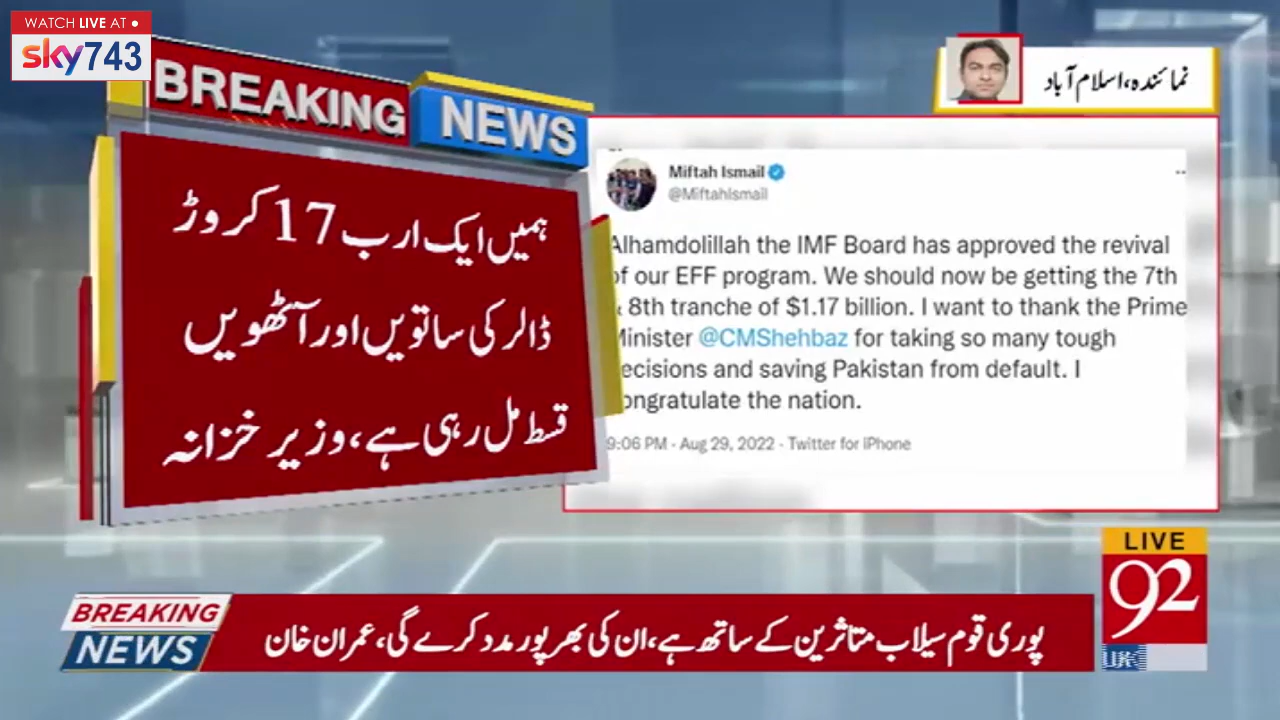 WATCH LIVE AT
sky743
BREAKING NEWS
نمائندہ، اسلام آباد
ہمیں ایک ارب 17 کروڑ
ڈالر کی ساتویں اور آٹھویں
قسط مل رہی ہے، وزیر خزانہ
Miftah Ismail
@MiftahIsmail
Alhamdolillah the IMF Board has approved the revival
of our EFF program. We should now be getting the 7th
& 8th tranche of $1.17 billion. I want to thank the Prime
Minister @CMShehbaz for taking so many tough
decisions and saving Pakistan from default. I
congratulate the nation.
9:06 PM · Aug 29, 2022 · Twitter for iPhone
LIVE
92
UK
BREAKING
NEWS
پوری قوم سیلاب متاثرین کے ساتھ ہے، ان کی بھرپور مدد کرے گی، عمران خان